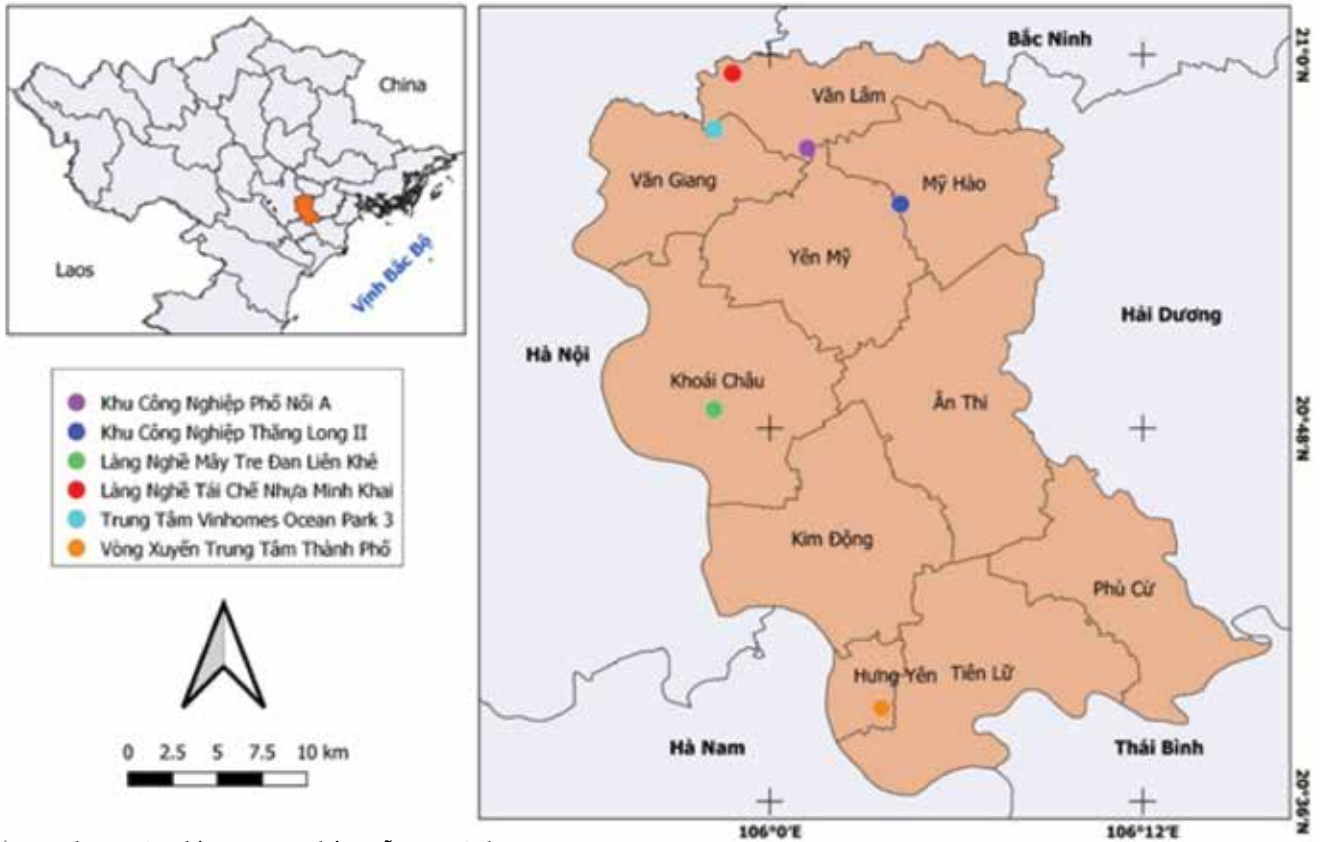 China
Laos
Vịnh Bắc Bộ
Khu Công Nghiệp Phố Nối A
Khu Công Nghiệp Thăng Long II
Làng Nghề Mây Tre Đan Liên Khê
Làng Nghề Tái Chế Nhựa Minh Khai
Trung Tâm Vinhomes Ocean Park 3
Vòng Xuyến Trung Tâm Thành Phố
0 2.5 5 7.5 10 km
Bắc Ninh
Văn Lâm
Văn Giang
Mỹ Hào
Yên Mỹ
Hải Dương
Hà Nội
Khoái Châu
Ân Thi
Kim Động
Phù Cừ
Hưng Yên
Tiên Lữ
Hà Nam
Thái Bình
21°0'N
20°48'N
20°36'N
106°0'E
106°12'E